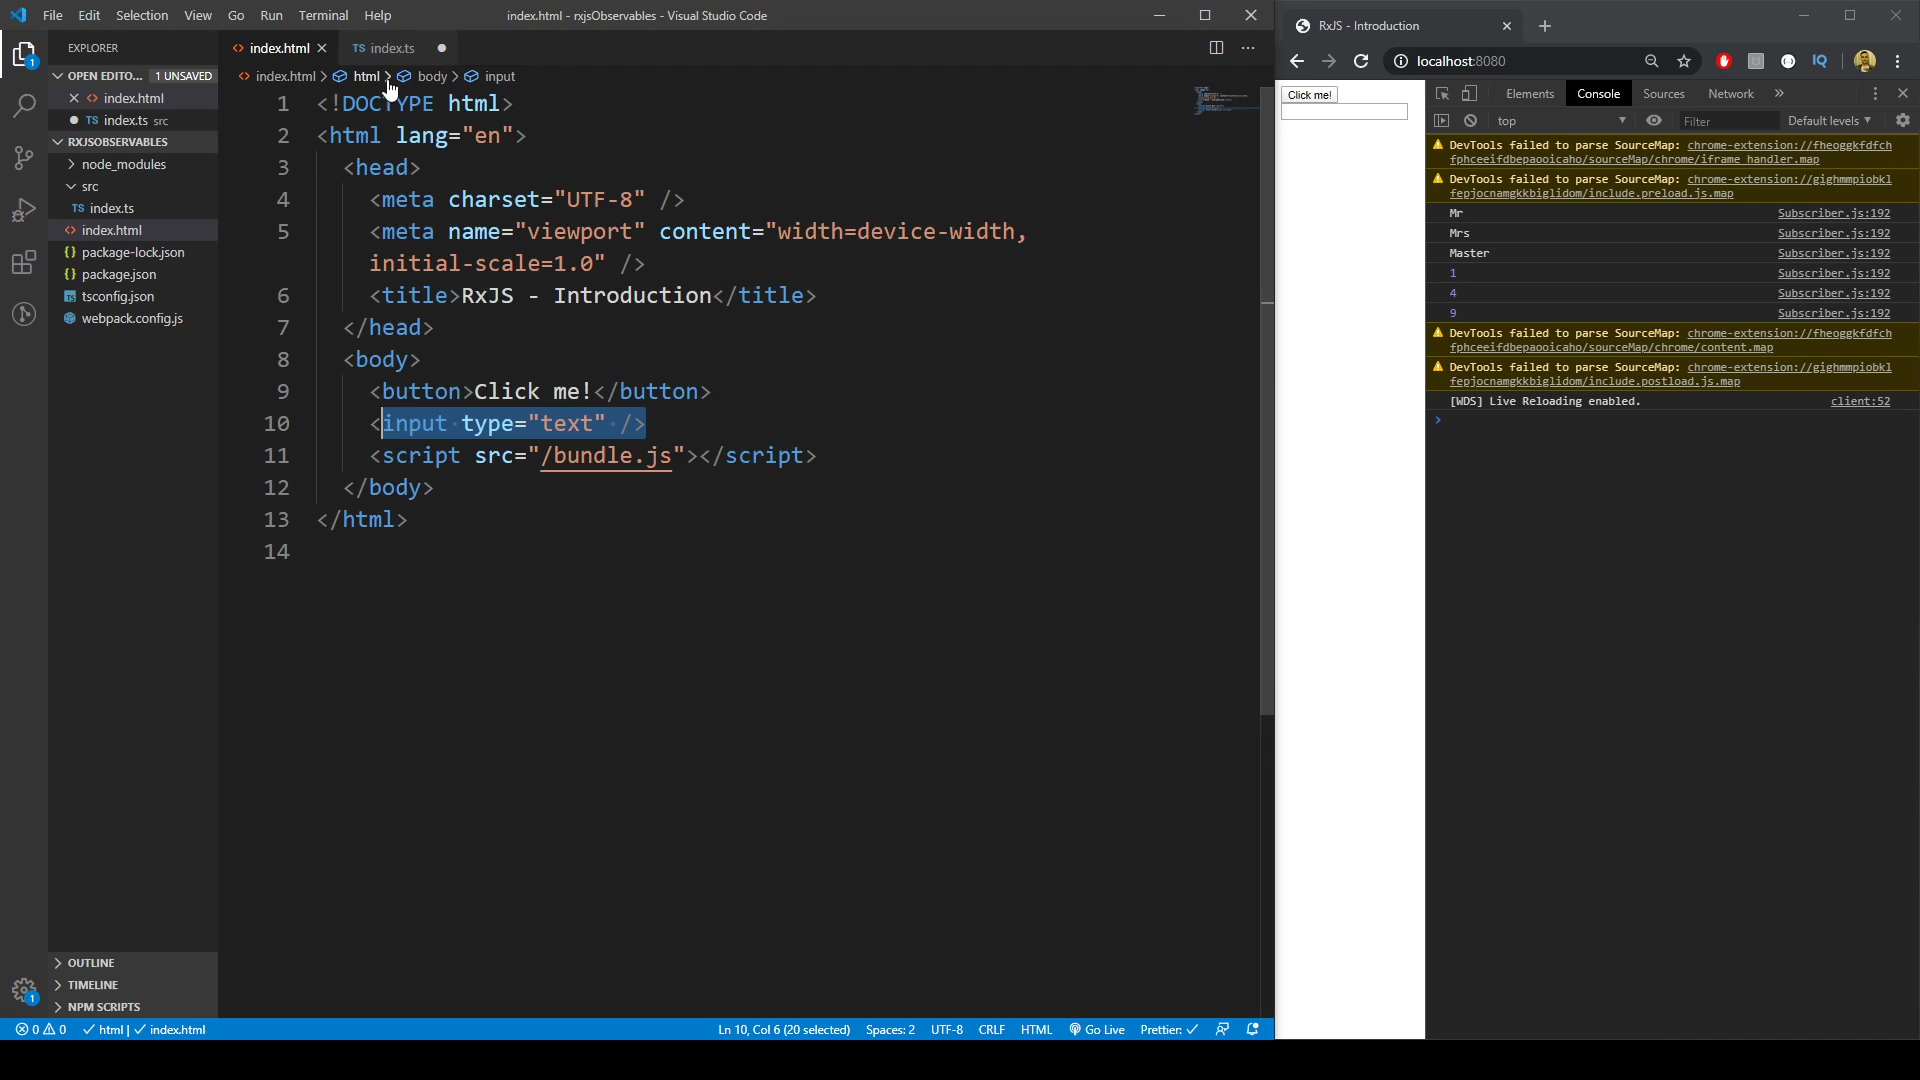 File Edit Selection View Go Run Terminal Help
index.html - rxjsObservables - Visual Studio Code
EXPLORER
OPEN EDITO... 1 UNSAVED
index.html
TS index.ts src
RXJSOBSERVABLES
node_modules
src
TS index.ts
index.html
package-lock.json
package.json
tsconfig.json
webpack.config.js
OUTLINE
TIMELINE
NPM SCRIPTS
1
1
index.html
TS index.ts
index.html > html > body > input
1 <!DOCTYPE html>
2 <html lang="en">
3 <head>
4 <meta charset="UTF-8" />
5 <meta name="viewport" content="width=device-width,
initial-scale=1.0" />
6 <title>RxJS - Introduction</title>
7 </head>
8 <body>
9 <button>Click me!</button>
10 <input type="text" />
11 <script src="/bundle.js"></script>
12 </body>
13 </html>
14
0 0 html | index.html
Ln 10, Col 6 (20 selected) Spaces: 2 UTF-8 CRLF HTML Go Live Prettier:
RxJS - Introduction
localhost:8080
IQ
Click me!
Elements Console Sources Network »
top Filter Default levels
DevTools failed to parse SourceMap: chrome-extension://fheoggkfdfch
fphceeifdbepaooicaho/sourceMap/chrome/iframe_handler.map
DevTools failed to parse SourceMap: chrome-extension://gighmmpiobkl
fepjocnamgkkbiglidom/include.preload.js.map
Mr Subscriber.js:192
Mrs Subscriber.js:192
Master Subscriber.js:192
1 Subscriber.js:192
4 Subscriber.js:192
9 Subscriber.js:192
DevTools failed to parse SourceMap: chrome-extension://fheoggkfdfch
fphceeifdbepaooicaho/sourceMap/chrome/content.map
DevTools failed to parse SourceMap: chrome-extension://gighmmpiobkl
fepjocnamgkkbiglidom/include.postload.js.map
[WDS] Live Reloading enabled. client:52